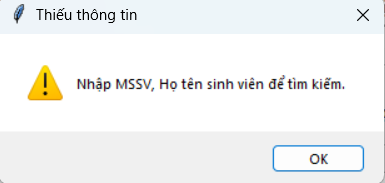 Thiếu thông tin
Nhập MSSV, Họ tên sinh viên để tìm kiếm.
OK